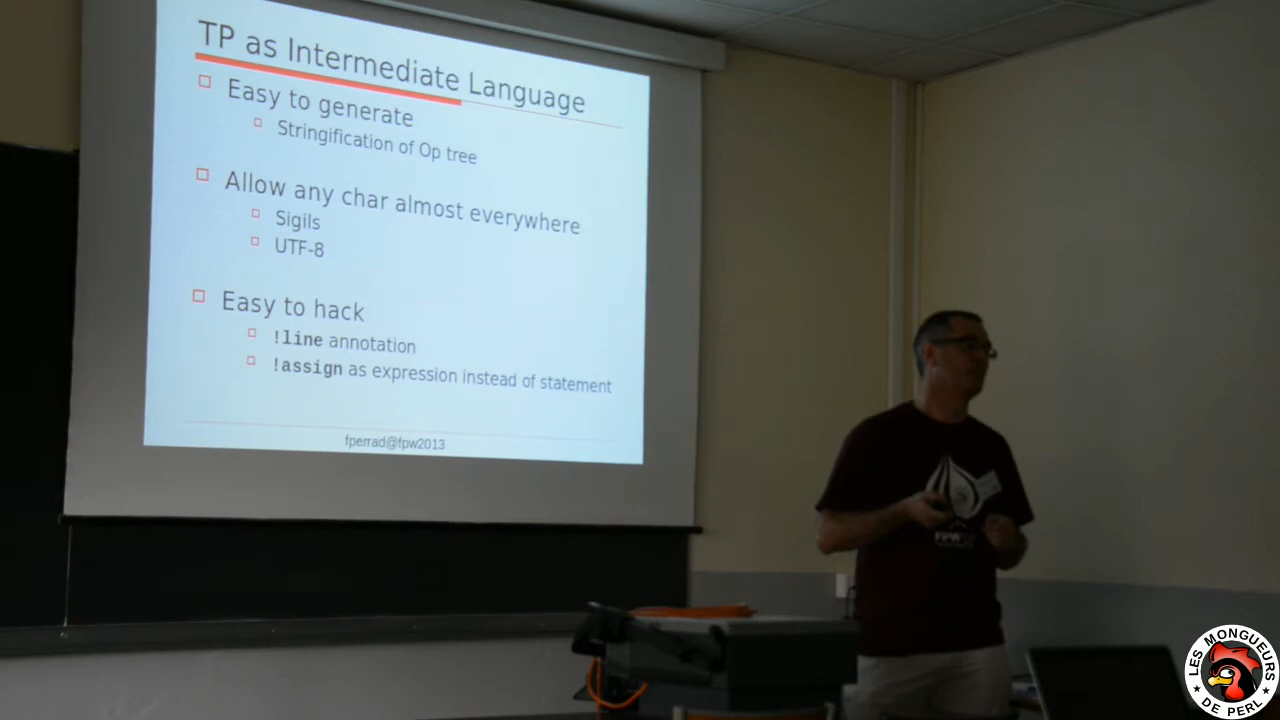 TP as Intermediate Language
Easy to generate
Stringification of Op tree
Allow any char almost everywhere
Sigils
UTF-8
Easy to hack
!line annotation
!assign as expression instead of statement
fperrad@fpw2013
FPW
LES MONGUEURS
DE PERL